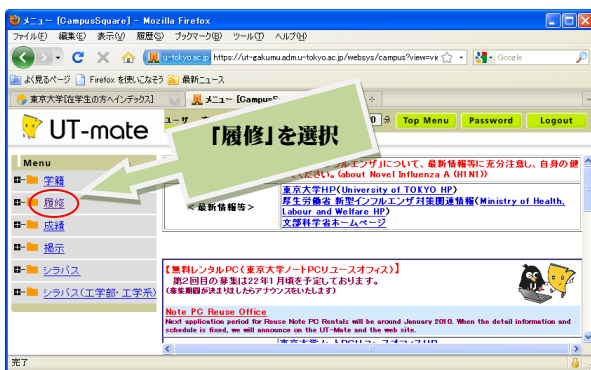 メニュー [CampusSquare] - Mozilla Firefox
ファイル(F) 編集(E) 表示(V) 履歴(S) ブックマーク(B) ツール(T) ヘルプ(H)
u-tokyo.ac.jp https://ut-gakumu.adm.u-tokyo.ac.jp/websys/campus?view=vie
Google
よく見るページ Firefox を使いこなそう 最新ニュース
東京大学[在学生の方へインデックス]
メニュー [CampusS
UT-mate
Top Menu Password Logout
「履修」を選択
Menu
学籍
履修
成績
掲示
シラバス
シラバス(工学部・工学系)
フルエンザ」について、最新情報等に充分注意し、自身の健
ください。(about Novel Influenza A (H1N1))
<最新情報等>
東京大学HP(University of TOKYO HP)
厚生労働省 新型インフルエンザ対策関連情報(Ministry of Health, Labour and Welfare HP)
文部科学省ホームページ
【無料レンタルPC(東京大学ノートPCリユースオフィス)】
第2回目の募集は22年1月頃を予定しております。
(募集期間が決まりましたらアナウンスをいたします)
Note PC Reuse Office
Next application period for Reuse Note PC Rentals will be around January 2010. When the detail information and
schedule is fixed, we will announce on the UT-Mate and the web site.
完了